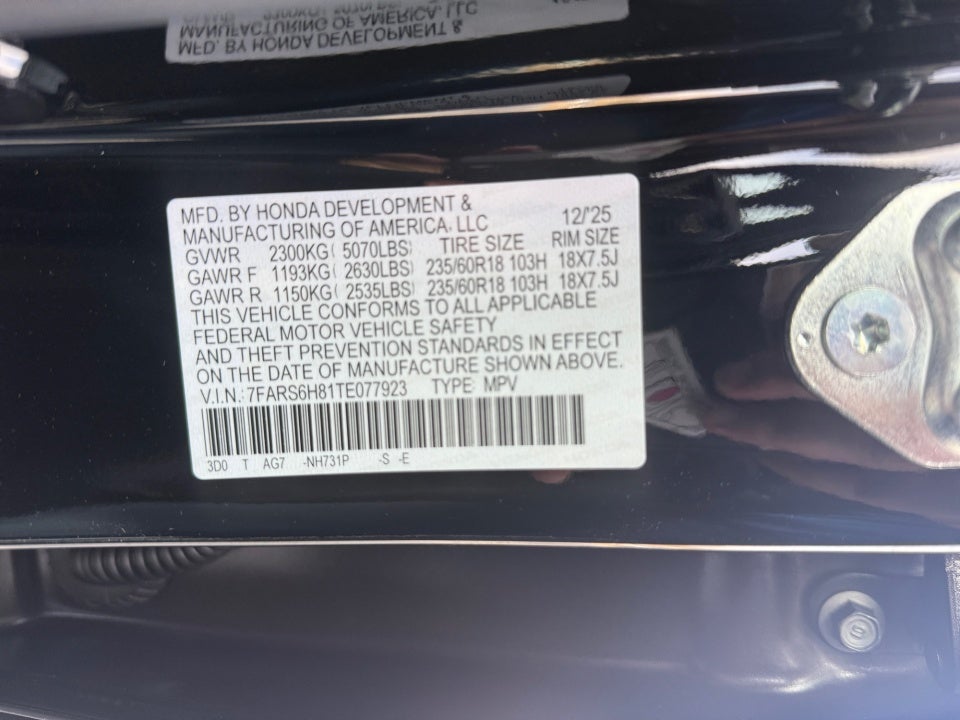 MFD. BY HONDA DEVELOPMENT &
MANUFACTURING OF AMERICA, LLC 12/'25
GVWR 2300KG( 5070LBS) TIRE SIZE RIM SIZE
GAWR F 1193KG( 2630LBS) 235/60R18 103H 18X7.5J
GAWR R 1150KG( 2535LBS) 235/60R18 103H 18X7.5J
THIS VEHICLE CONFORMS TO ALL APPLICABLE
FEDERAL MOTOR VEHICLE SAFETY
AND THEFT PREVENTION STANDARDS IN EFFECT
ON THE DATE OF MANUFACTURE SHOWN ABOVE.
V.I.N.:7FARS6H81TE077923 TYPE: MPV
3D0 T AG7 -NH731P -S -E